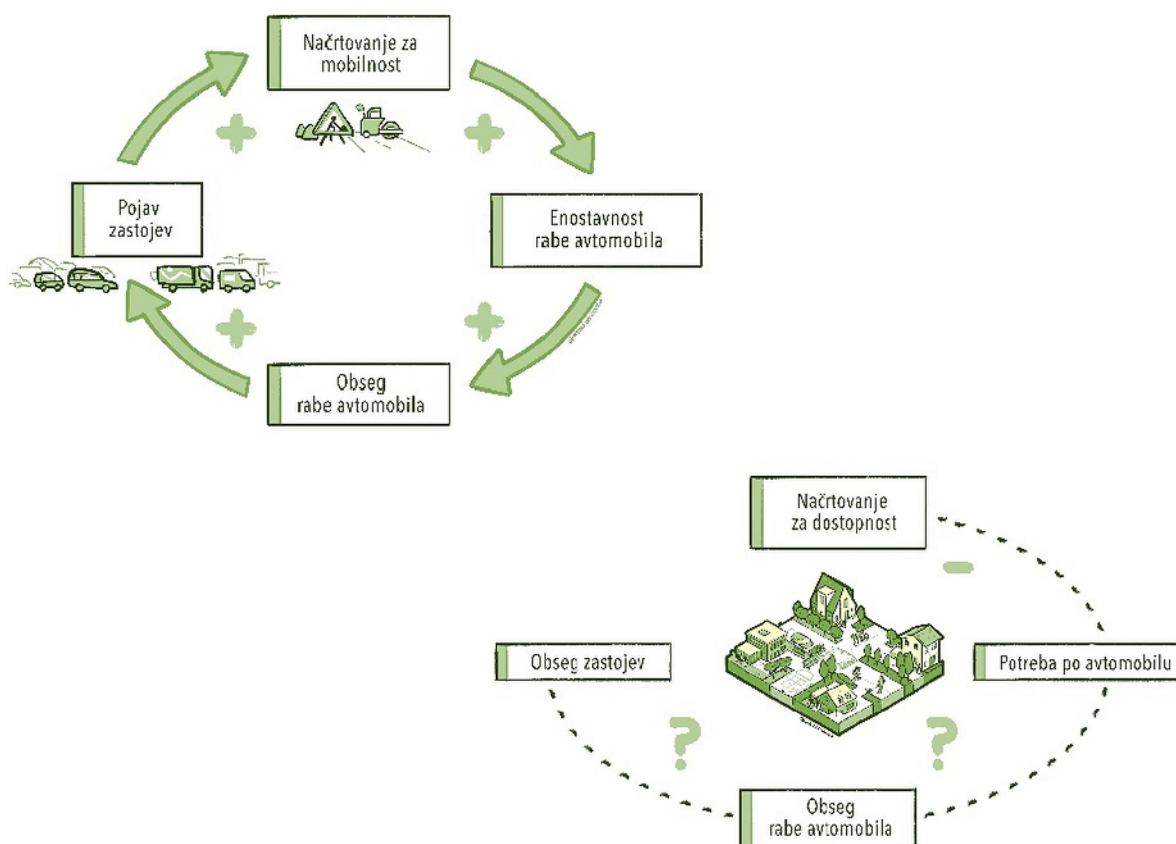 Načrtovanje za
mobilnost
Enostavnost
rabe avtomobila
Pojav
zastojev
Obseg
rabe avtomobila
Načrtovanje
za dostopnost
Obseg zastojev
Potreba po avtomobilu
Obseg
rabe avtomobila